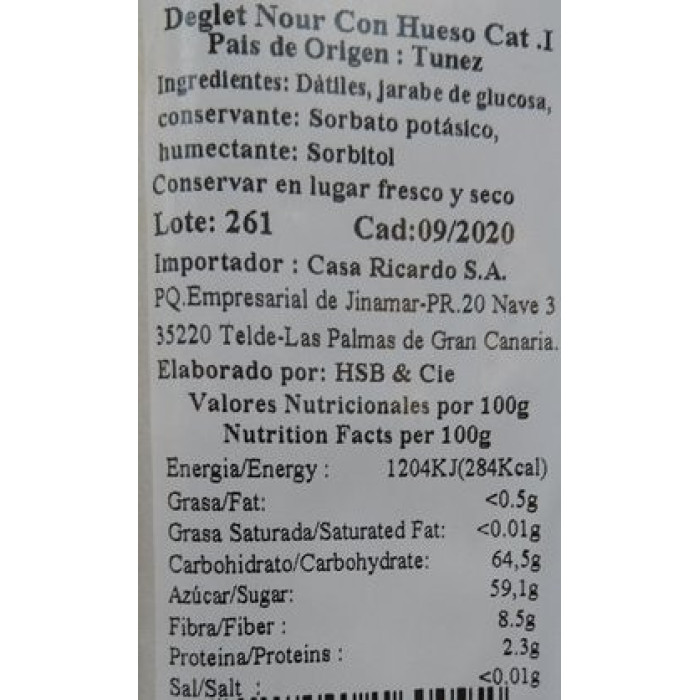 Deglet Nour Con Hueso Cat .I
Pais de Origen : Tunez
Ingredientes: Dàtiles, jarabe de glucosa,
conservante: Sorbato potásico,
humectante: Sorbitol
Conservar en lugar fresco y seco
Lote: 261 Cad:09/2020
Importador : Casa Ricardo S.A.
PQ.Empresarial de Jinamar-PR.20 Nave 3
35220 Telde-Las Palmas de Gran Canaria.
Elaborado por: HSB & Cie
Valores Nutricionales por 100g
Nutrition Facts per 100g
Energia/Energy : 1204KJ(284Kcal)
Grasa/Fat: <0.5g
Grasa Saturada/Saturated Fat: <0.01g
Carbohidrato/Carbohydrate: 64,5g
Azúcar/Sugar: 59,1g
Fibra/Fiber : 8.5g
Proteina/Proteins : 2.3g
Sal/Salt : <0.01g